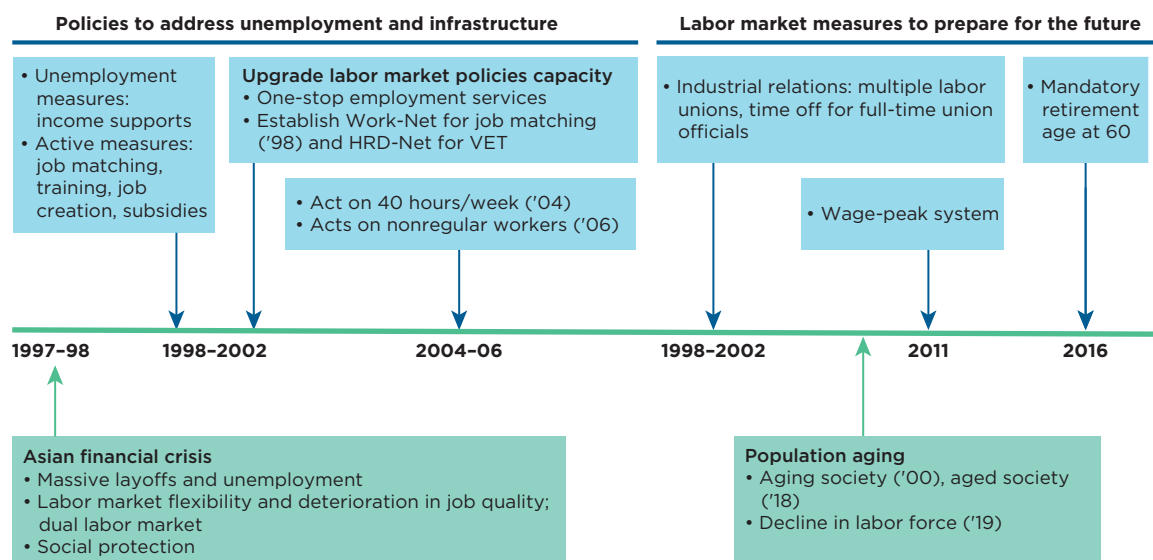 Policies to address unemployment and infrastructure
• Unemployment
measures:
income supports
• Active measures:
job matching,
training, job
creation, subsidies
Upgrade labor market policies capacity
• One-stop employment services
• Establish Work-Net for job matching
('98) and HRD-Net for VET
• Act on 40 hours/week ('04)
• Acts on nonregular workers ('06)
Labor market measures to prepare for the future
• Industrial relations: multiple labor
unions, time off for full-time union
officials
• Wage-peak system
• Mandatory
retirement
age at 60
1997–98
1998–2002
2004–06
1998–2002
2011
2016
Asian financial crisis
• Massive layoffs and unemployment
• Labor market flexibility and deterioration in job quality;
dual labor market
• Social protection
Population aging
• Aging society ('00), aged society
('18)
• Decline in labor force ('19)